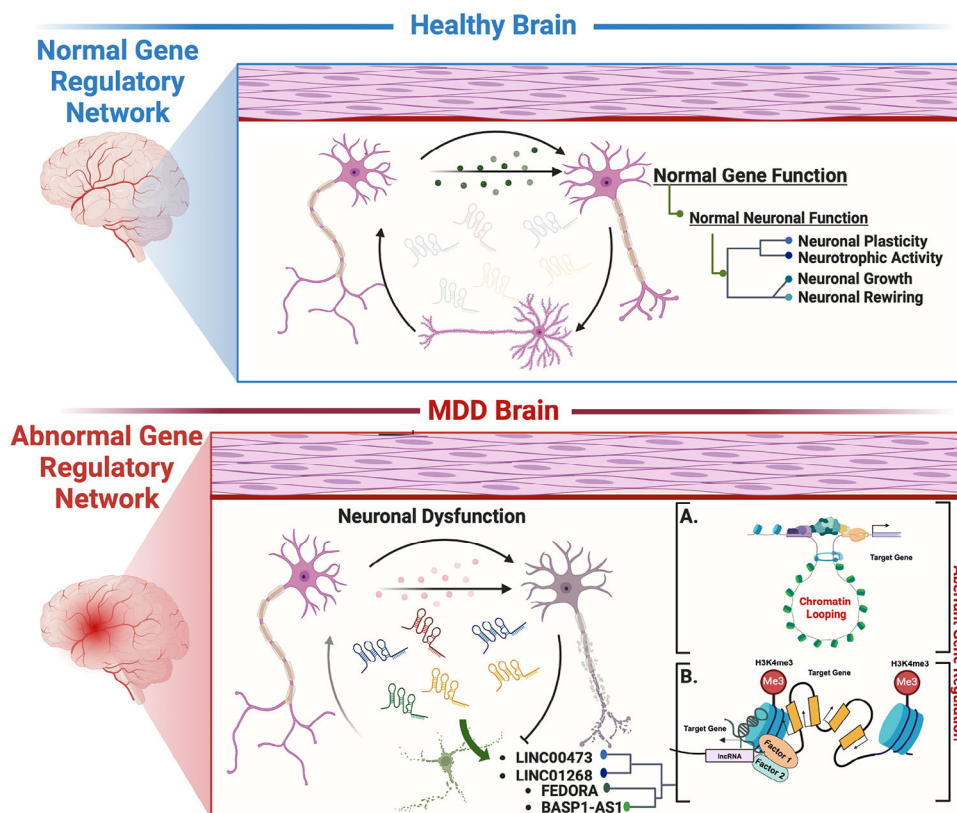 Healthy Brain
Normal Gene
Regulatory
Network
Normal Gene Function
Normal Neuronal Function
Neuronal Plasticity
Neurotrophic Activity
Neuronal Growth
Neuronal Rewiring
MDD Brain
Abnormal Gene
Regulatory
Network
Neuronal Dysfunction
LINC00473
LINC01268
FEDORA
BASP1-AS1
A.
Target Gene
Chromatin
Looping
B.
H3K4me3
Me3
Target Gene
H3K4me3
Me3
Target Gene
lncRNA
Factor 1
Factor 2